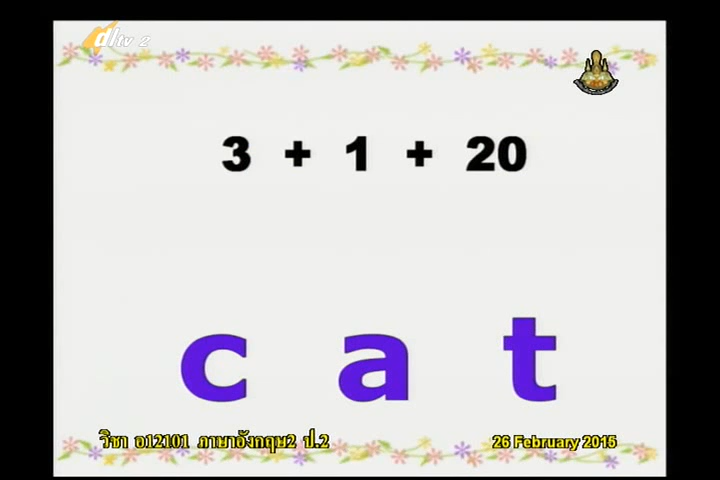 dltv 2
3 + 1 + 20
c a t
วิชา อ12101 ภาษาอังกฤษ2 ป.2
26 February 2015